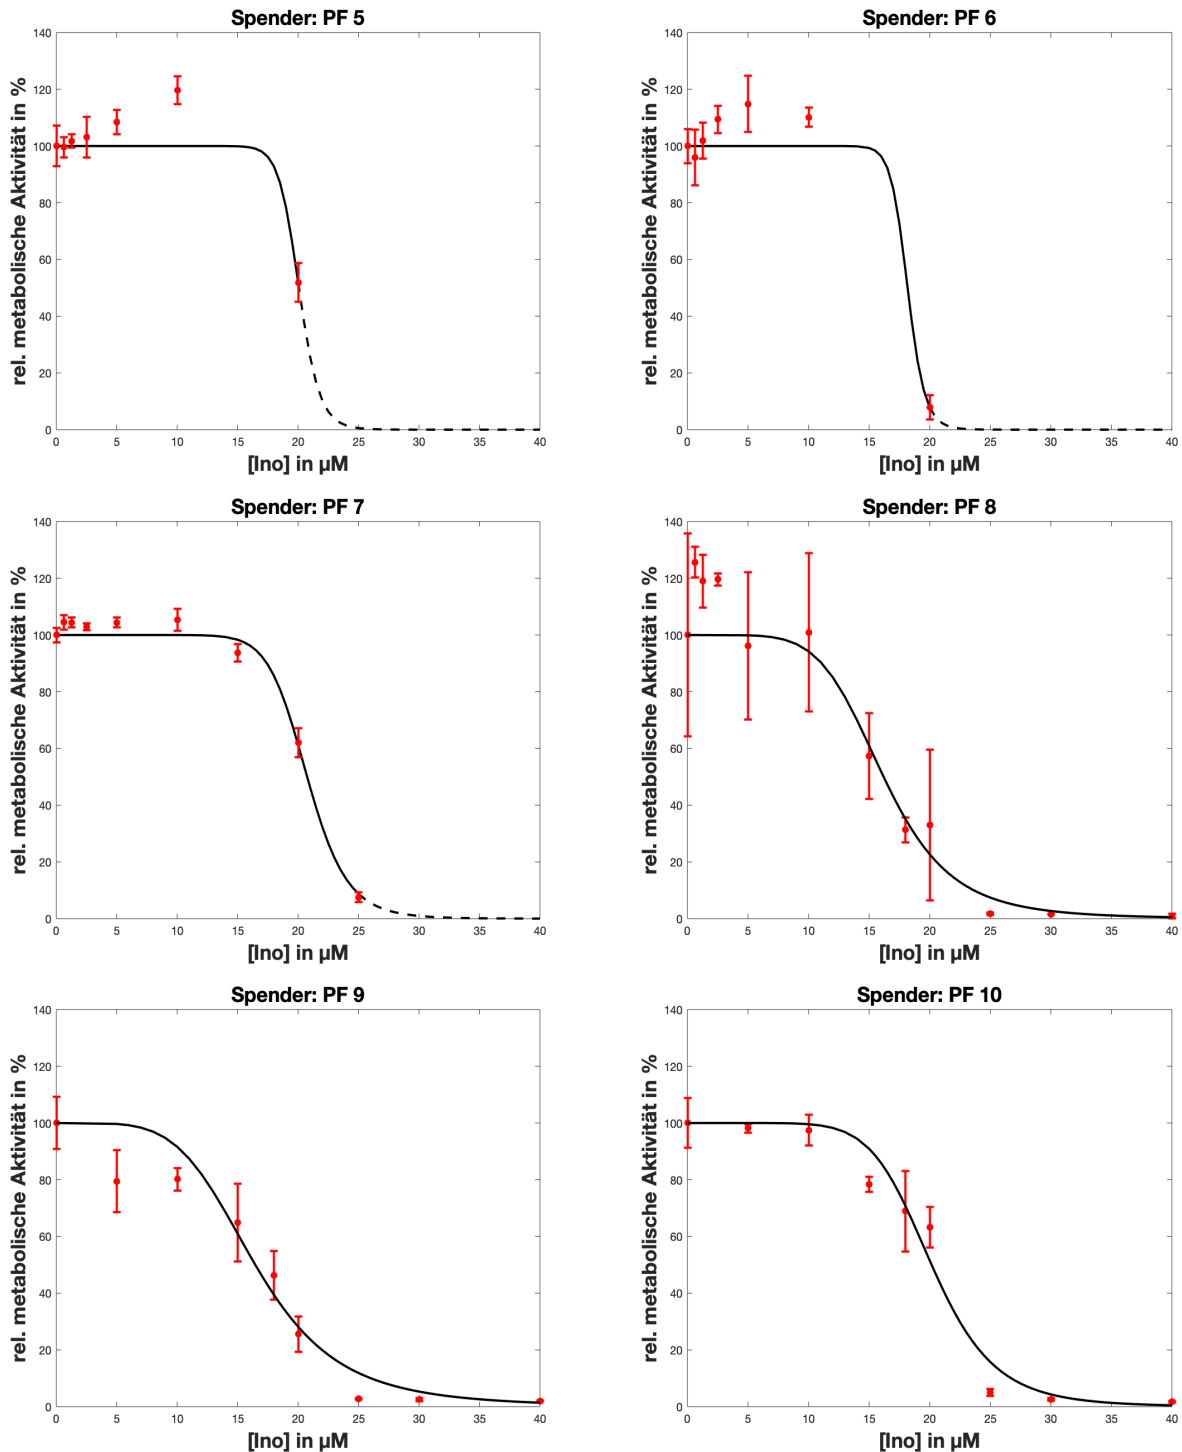 Spender: PF 5
rel. metabolische Aktivität in %
140
120
100
80
60
40
20
0
0 5 10 15 20 25 30 35 40
[Ino] in µM
Spender: PF 6
rel. metabolische Aktivität in %
140
120
100
80
60
40
20
0
0 5 10 15 20 25 30 35 40
[Ino] in µM
Spender: PF 7
rel. metabolische Aktivität in %
140
120
100
80
60
40
20
0
0 5 10 15 20 25 30 35 40
[Ino] in µM
Spender: PF 8
rel. metabolische Aktivität in %
140
120
100
80
60
40
20
0
0 5 10 15 20 25 30 35 40
[Ino] in µM
Spender: PF 9
rel. metabolische Aktivität in %
140
120
100
80
60
40
20
0
0 5 10 15 20 25 30 35 40
[Ino] in µM
Spender: PF 10
rel. metabolische Aktivität in %
140
120
100
80
60
40
20
0
0 5 10 15 20 25 30 35 40
[Ino] in µM